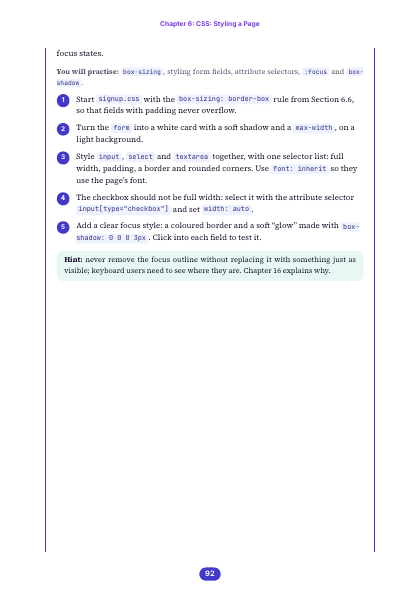 Chapter 6: CSS: Styling a Page
focus states.
You will practise: box-sizing, styling form fields, attribute selectors, :focus and box-
shadow.
1 Start signup.css with the box-sizing: border-box rule from Section 6.6,
so that fields with padding never overflow.
2 Turn the form into a white card with a soft shadow and a max-width, on a
light background.
3 Style input, select and textarea together, with one selector list: full
width, padding, a border and rounded corners. Use font: inherit so they
use the page's font.
4 The checkbox should not be full width: select it with the attribute selector
input[type="checkbox"] and set width: auto.
5 Add a clear focus style: a coloured border and a soft “glow” made with box-
shadow: 0 0 0 3px. Click into each field to test it.
Hint: never remove the focus outline without replacing it with something just as
visible; keyboard users need to see where they are. Chapter 16 explains why.
92